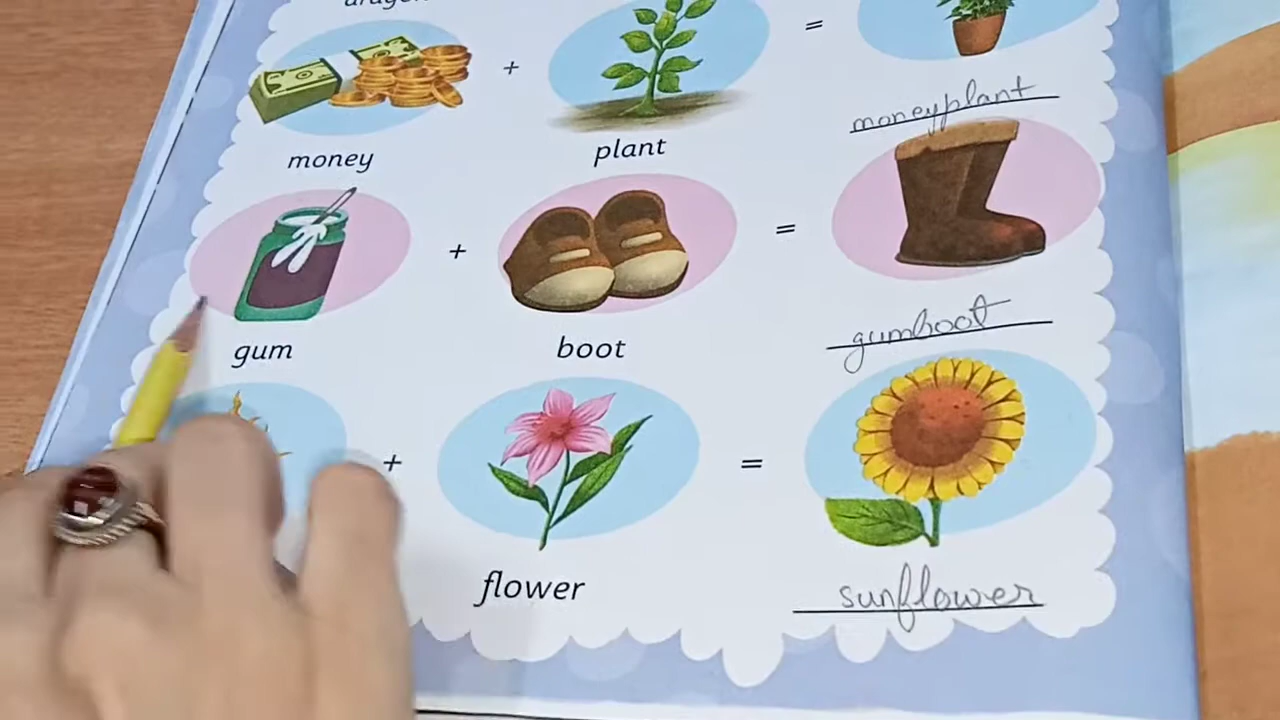 + =
moneyplant
money plant
+ =
gumboot
gum boot
+ =
flower sunflower